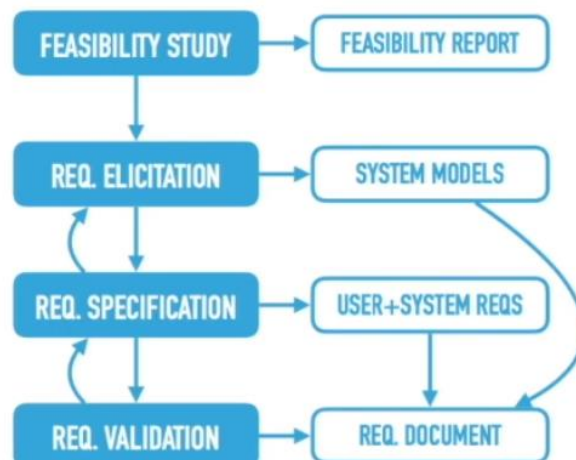 FEASIBILITY STUDY
FEASIBILITY REPORT
REQ. ELICITATION
SYSTEM MODELS
REQ. SPECIFICATION
USER+SYSTEM REQS
REQ. VALIDATION
REQ. DOCUMENT